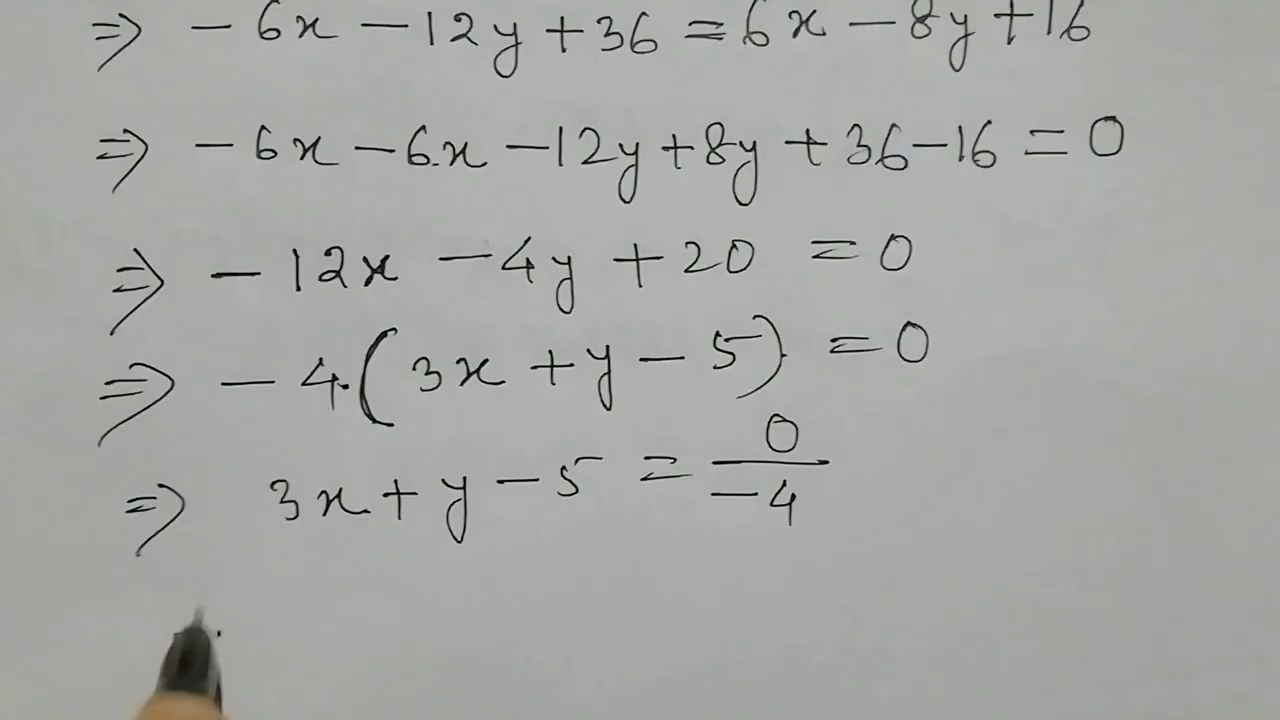 ⇒ -6x - 12y + 36 = 6x - 8y + 16
⇒ -6x - 6x - 12y + 8y + 36 - 16 = 0
⇒ -12x - 4y + 20 = 0
⇒ -4.(3x + y - 5) = 0
⇒ 3x + y - 5 = 0/-4